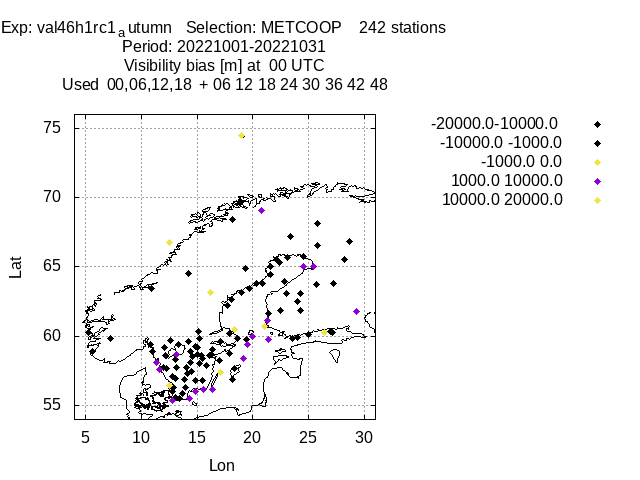 Exp: val46h1rc1autumn Selection: METCOOP 242 stations
Period: 20221001-20221031
Visibility bias [m] at 00 UTC
Used 00,06,12,18 + 06 12 18 24 30 36 42 48
-20000.0-10000.0
-10000.0 -1000.0
-1000.0 0.0
1000.0 10000.0
10000.0 20000.0
75
70
65
60
55
Lat
5 10 15 20 25 30
Lon